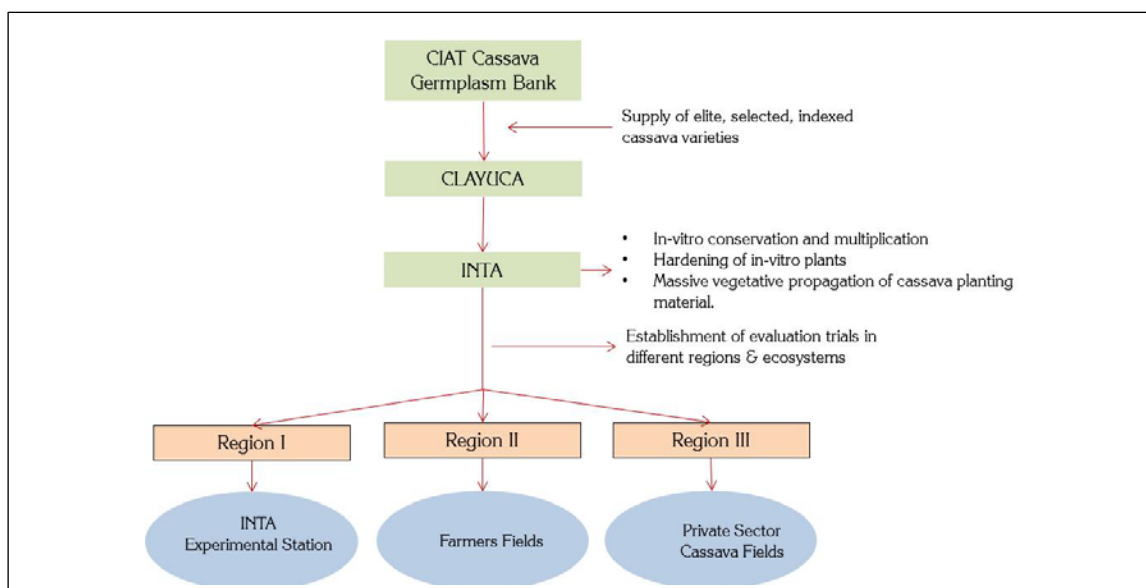 CIAT Cassava
Germplasm Bank
Supply of elite, selected, indexed
cassava varieties
CLAYUCA
INTA
• In-vitro conservation and multiplication
• Hardening of in-vitro plants
• Massive vegetative propagation of cassava planting
material.
Establishment of evaluation trials in
different regions & ecosystems
Region I
Region II
Region III
INTA
Experimental Station
Farmers Fields
Private Sector
Cassava Fields